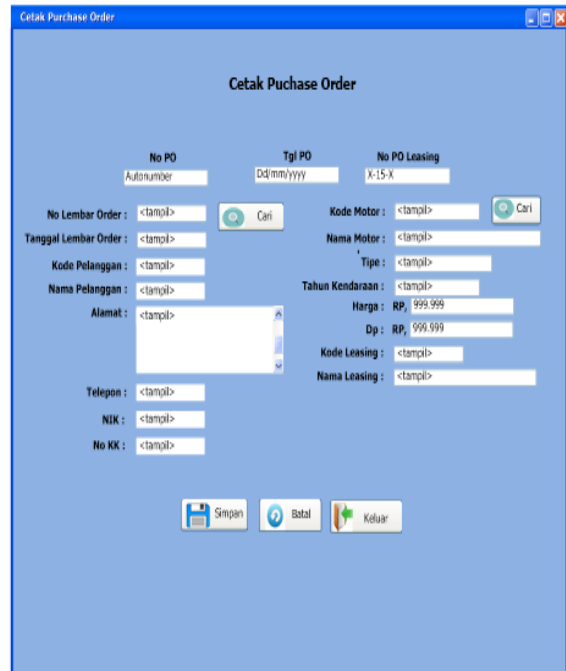 Cetak Purchase Order
Cetak Puchase Order
No PO Tgl PO No PO Leasing
Autonumber Dd/mm/yyyy X-15-X
No Lembar Order : <tampil> Cari Kode Motor : <tampil> Cari
Tanggal Lembar Order : <tampil> Nama Motor : <tampil>
Kode Pelanggan : <tampil> Tipe : <tampil>
Nama Pelanggan : <tampil> Tahun Kendaraan : <tampil>
Alamat : <tampil> Harga : RP, 999.999
Dp : RP, 999.999
Kode Leasing : <tampil>
Nama Leasing : <tampil>
Telepon : <tampil>
NIK : <tampil>
No KK : <tampil>
Simpan Batal Keluar